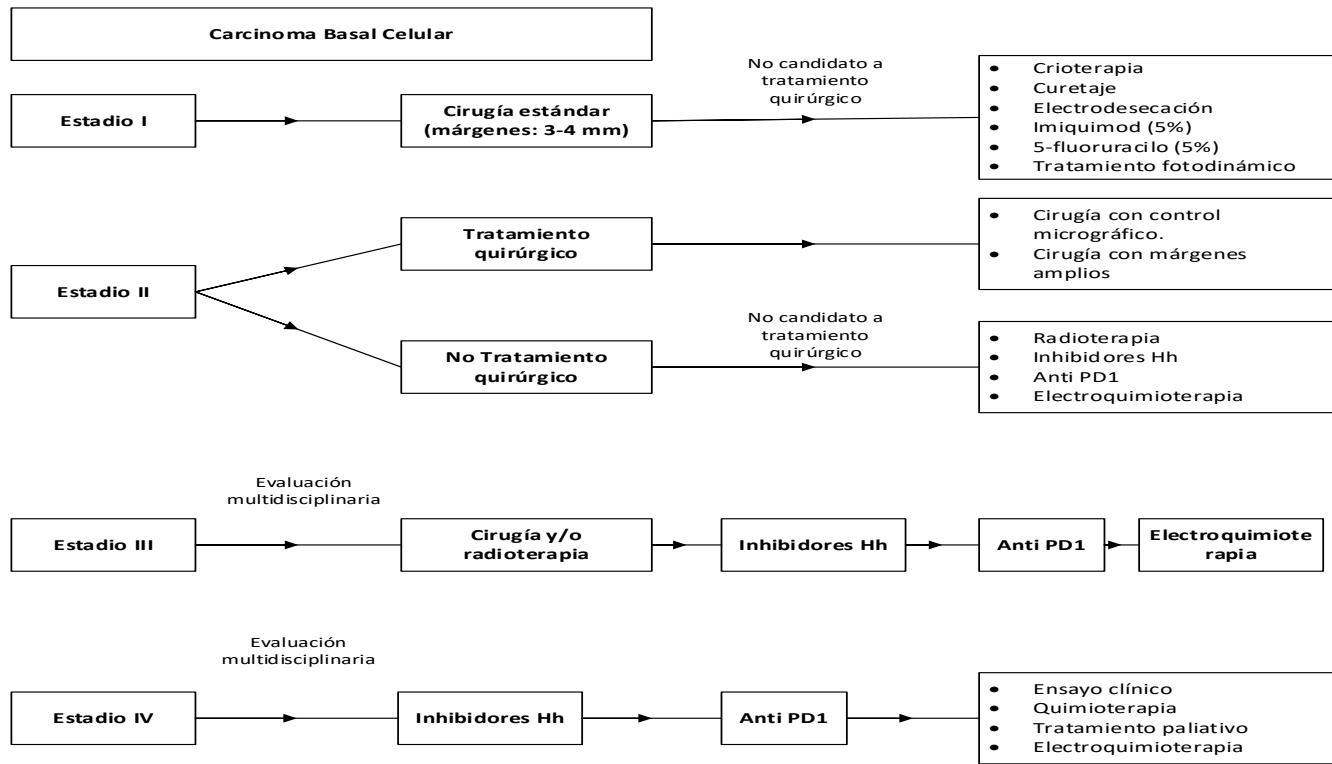 Carcinoma Basal Celular
Estadio I
Cirugía estándar
(márgenes: 3-4 mm)
No candidato a
tratamiento
quirúrgico
• Crioterapia
• Curetaje
• Electrodesecación
• Imiquimod (5%)
• 5-fluoruracilo (5%)
• Tratamiento fotodinámico
Estadio II
Tratamiento
quirúrgico
• Cirugía con control
micrográfico.
• Cirugía con márgenes
amplios
No Tratamiento
quirúrgico
No candidato a
tratamiento
quirúrgico
• Radioterapia
• Inhibidores Hh
• Anti PD1
• Electroquimioterapia
Estadio III
Evaluación
multidisciplinaria
Cirugía y/o
radioterapia
Inhibidores Hh
Anti PD1
Electroquimiote
rapia
Estadio IV
Evaluación
multidisciplinaria
Inhibidores Hh
Anti PD1
• Ensayo clínico
• Quimioterapia
• Tratamiento paliativo
• Electroquimioterapia